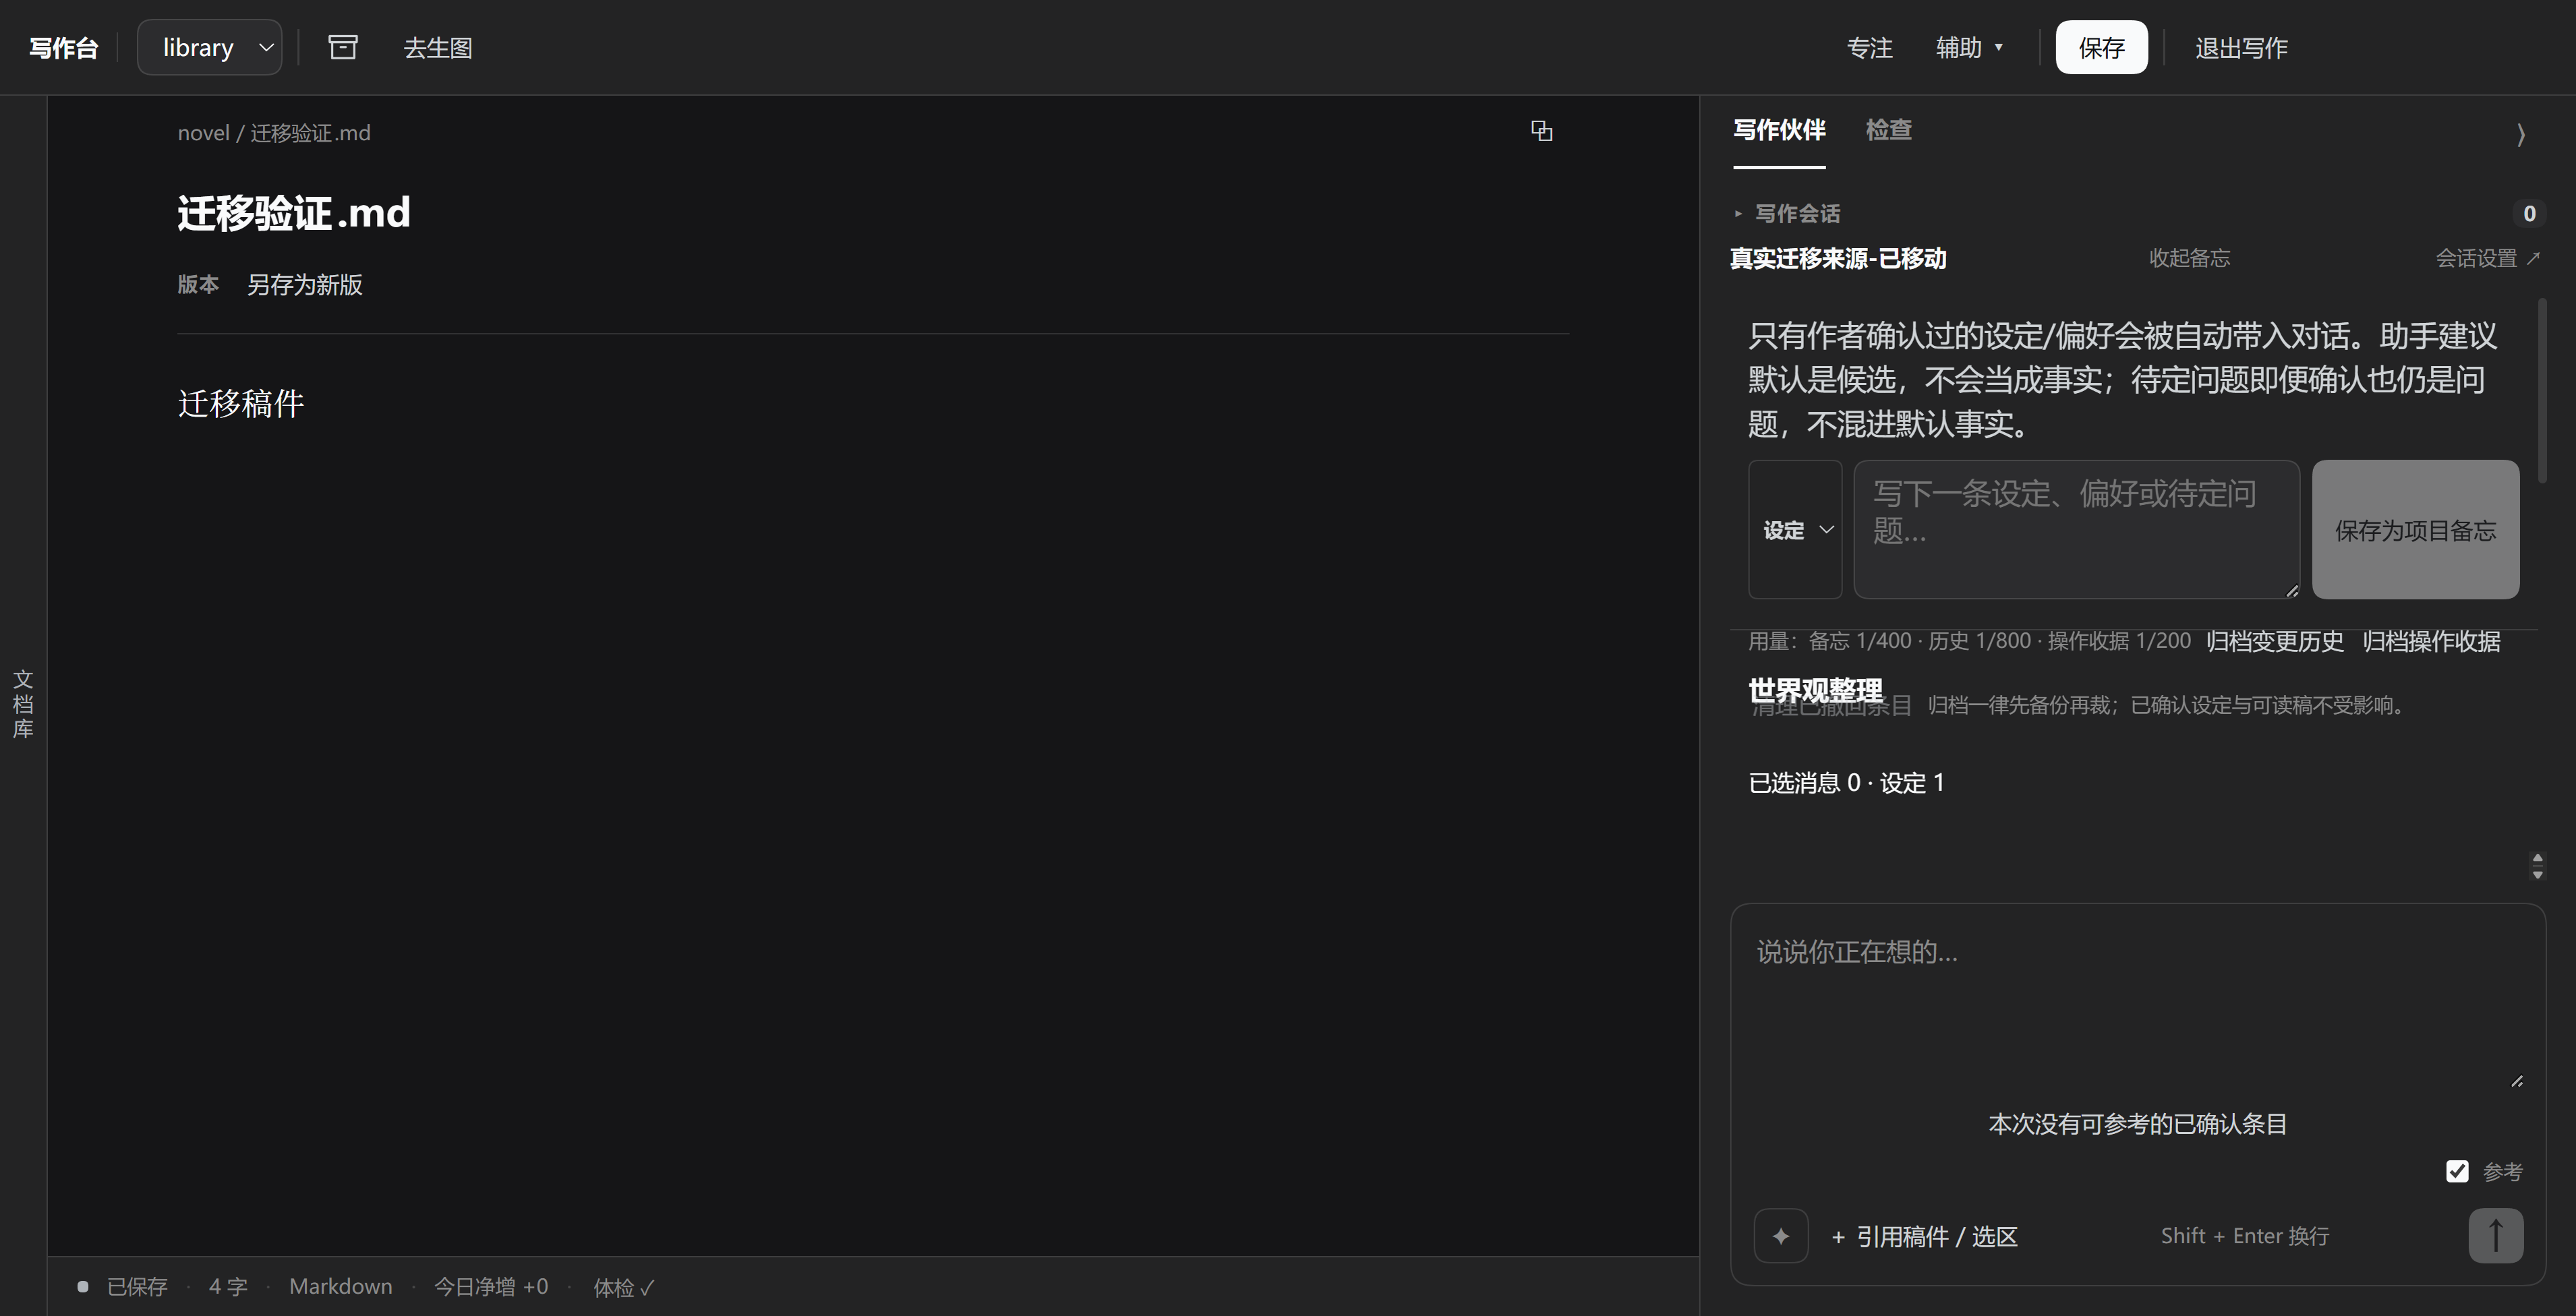 写作台
library
去生图
专注
辅助
保存
退出写作
文档库
novel / 迁移验证.md
迁移验证.md
版本
另存为新版
迁移稿件
已保存 · 4 字 · Markdown · 今日净增 +0 · 体检 ✓
写作伙伴
检查
写作会话
0
真实迁移来源-已移动
收起备忘
会话设置 ↗
只有作者确认过的设定/偏好会被自动带入对话。助手建议
默认是候选，不会当成事实；待定问题即便确认也仍是问
题，不混进默认事实。
设定
写下一条设定、偏好或待定问
题...
保存为项目备忘
用量：备忘 1/400 · 历史 1/800 · 操作收据 1/200
归档变更历史
归档操作收据
世界观整理
清理已撤回条目
归档一律先备份再裁；已确认设定与可读稿不受影响。
已选消息 0 · 设定 1
说说你正在想的...
本次没有可参考的已确认条目
参考
+ 引用稿件 / 选区
Shift + Enter 换行